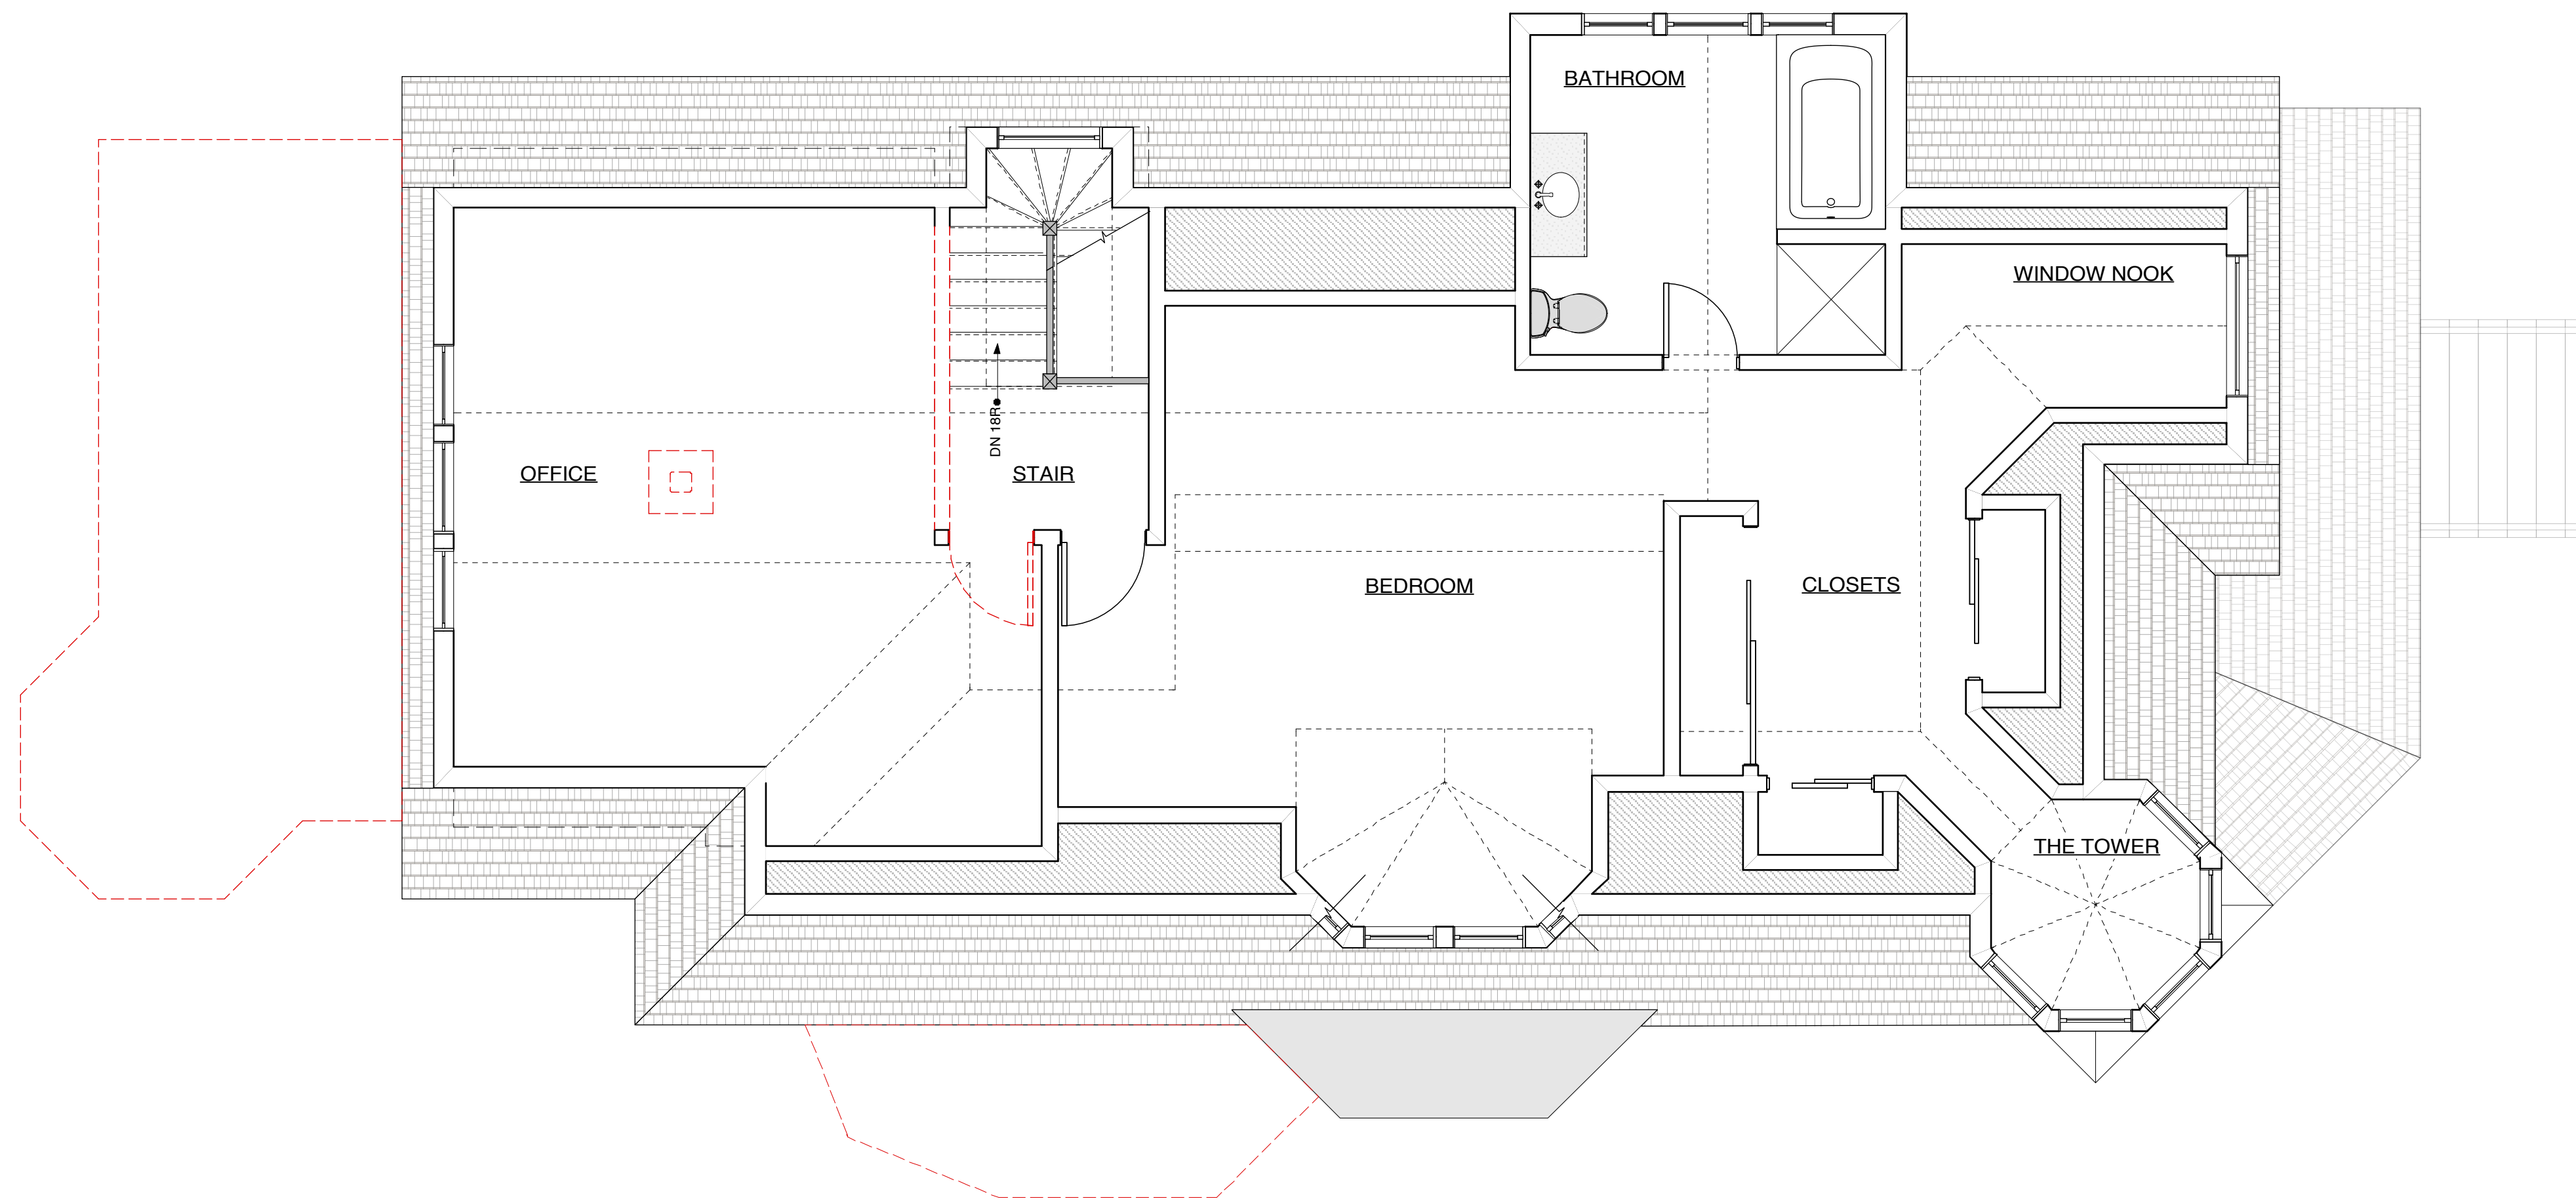 BATHROOM
WINDOW NOOK
DN 18R
OFFICE
STAIR
BEDROOM
CLOSETS
THE TOWER
C